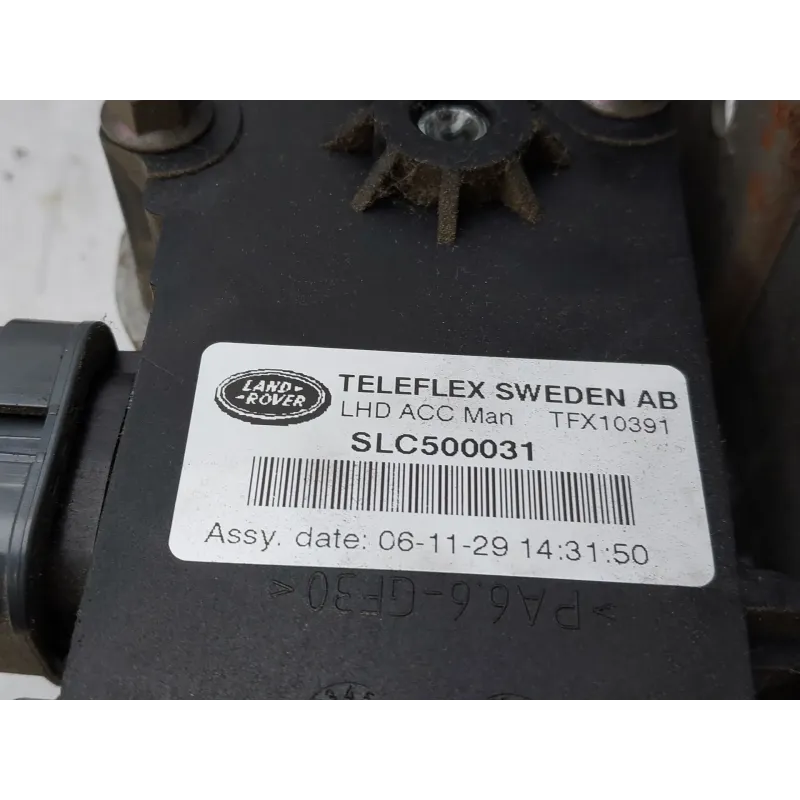 LAND ROVER
TELEFLEX SWEDEN AB
LHD ACC Man TFX10391
SLC500031
Assy. date: 06-11-29 14:31:50
>PA6.6-GF30<